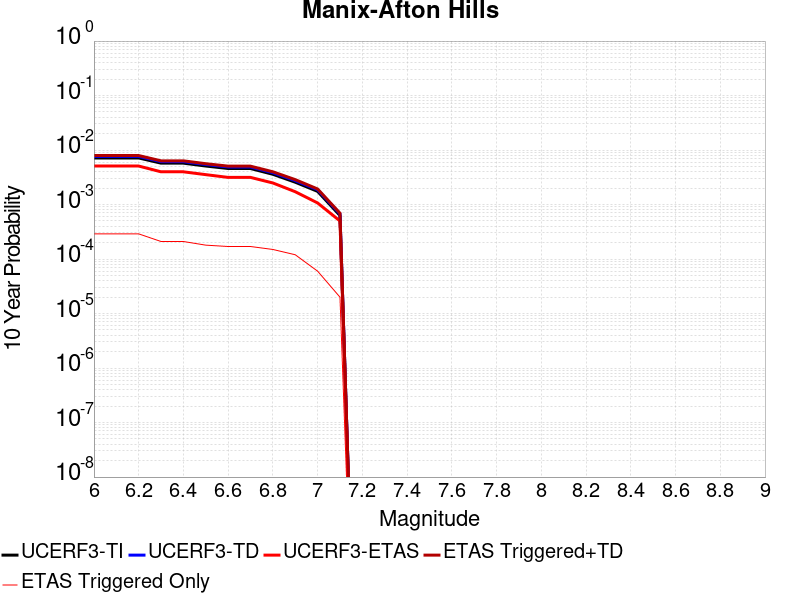 Manix-Afton Hills
10 0
10 -1
10 -2
10 -3
10 -4
10 -5
10 -6
10 -7
10 -8
10 Year Probability
6 6.2 6.4 6.6 6.8 7 7.2 7.4 7.6 7.8 8 8.2 8.4 8.6 8.8 9
Magnitude
UCERF3-TI UCERF3-TD UCERF3-ETAS ETAS Triggered+TD
ETAS Triggered Only